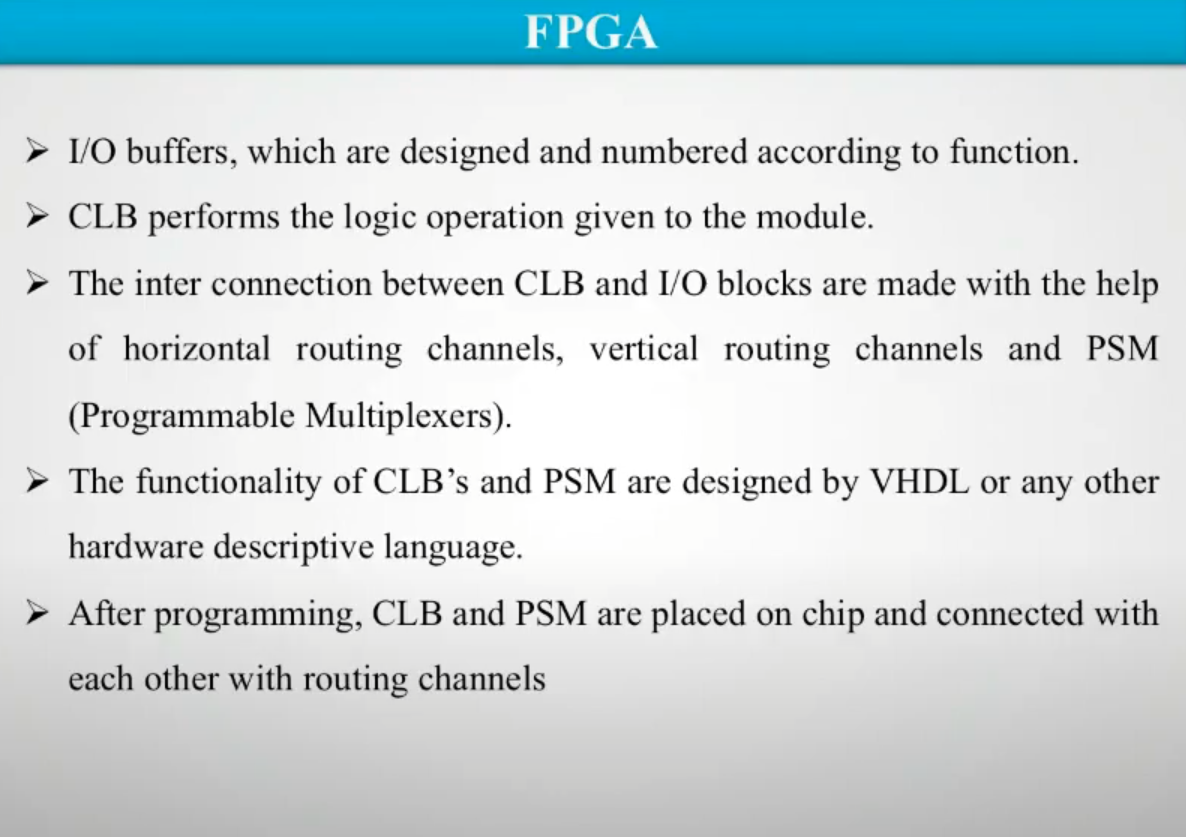 FPGA
➢ I/O buffers, which are designed and numbered according to function.
➢ CLB performs the logic operation given to the module.
➢ The inter connection between CLB and I/O blocks are made with the help
of horizontal routing channels, vertical routing channels and PSM
(Programmable Multiplexers).
➢ The functionality of CLB’s and PSM are designed by VHDL or any other
hardware descriptive language.
➢ After programming, CLB and PSM are placed on chip and connected with
each other with routing channels